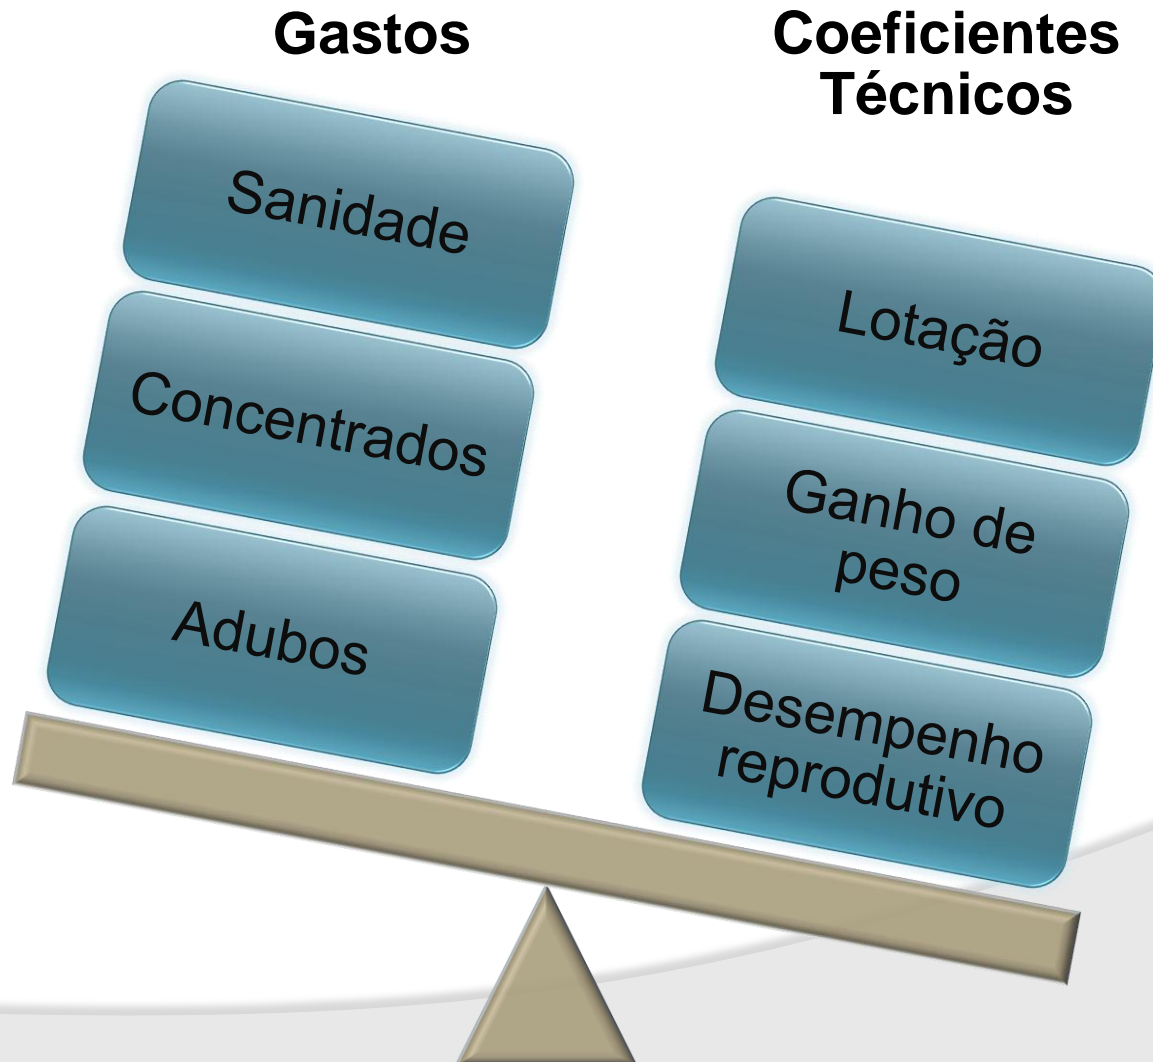 Gastos
Sanidade
Concentrados
Adubos
Coeficientes
Técnicos
Lotação
Ganho de
peso
Desempenho
reprodutivo